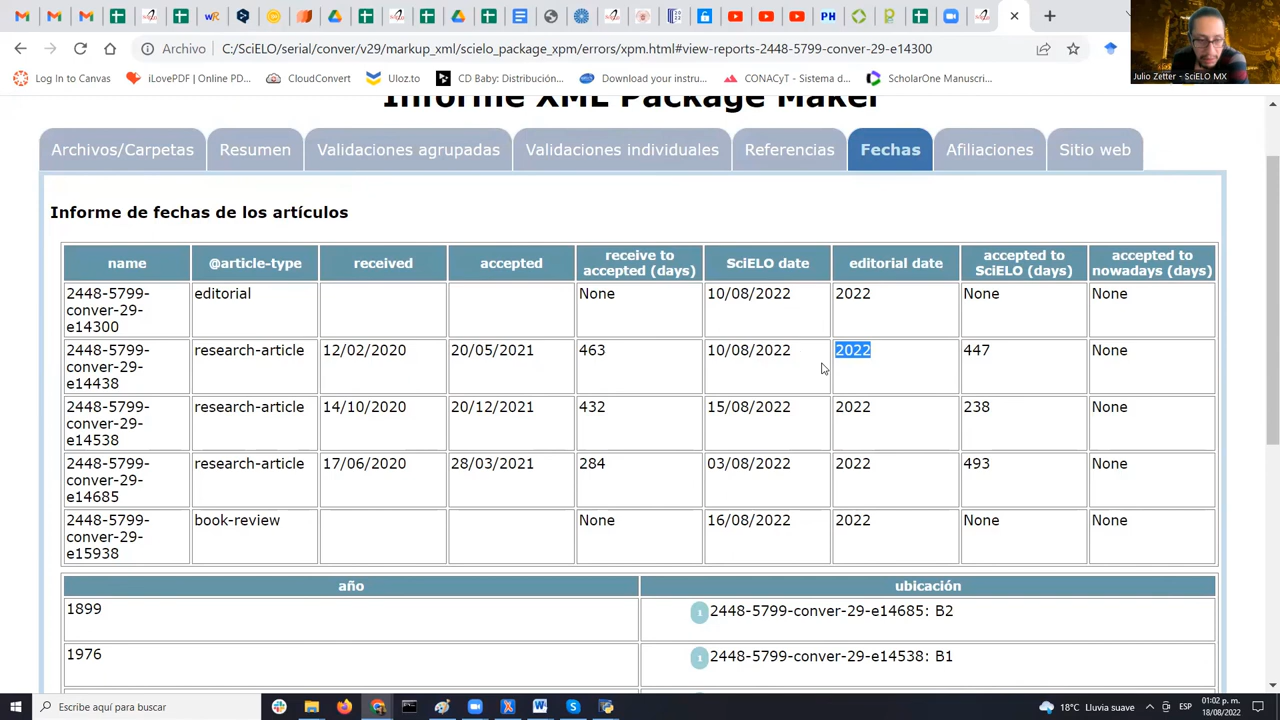 Archivo
C:/SciELO/serial/conver/v29/markup_xml/scielo_package_xpm/errors/xpm.html#view-reports-2448-5799-conver-29-e14300
Julio Zetter - SciELO MX
Log In to Canvas
iLovePDF | Online PD...
CloudConvert
Uloz.to
CD Baby: Distribución...
Download your instru...
CONACyT - Sistema d...
ScholarOne Manuscri...
Informe XML Package Maker
Archivos/Carpetas
Resumen
Validaciones agrupadas
Validaciones individuales
Referencias
Fechas
Afiliaciones
Sitio web
Informe de fechas de los artículos
name @article-type received accepted receive to accepted (days) SciELO date editorial date accepted to SciELO (days) accepted to nowadays (days)
2448-5799-conver-29-e14300 editorial None 10/08/2022 2022 None None
2448-5799-conver-29-e14438 research-article 12/02/2020 20/05/2021 463 10/08/2022 2022 447 None
2448-5799-conver-29-e14538 research-article 14/10/2020 20/12/2021 432 15/08/2022 2022 238 None
2448-5799-conver-29-e14685 research-article 17/06/2020 28/03/2021 284 03/08/2022 2022 493 None
2448-5799-conver-29-e15938 book-review None 16/08/2022 2022 None None
año ubicación
1899 1 2448-5799-conver-29-e14685: B2
1976 1 2448-5799-conver-29-e14538: B1
Escribe aquí para buscar
18°C Lluvia suave
ESP
01:02 p. m.
18/08/2022